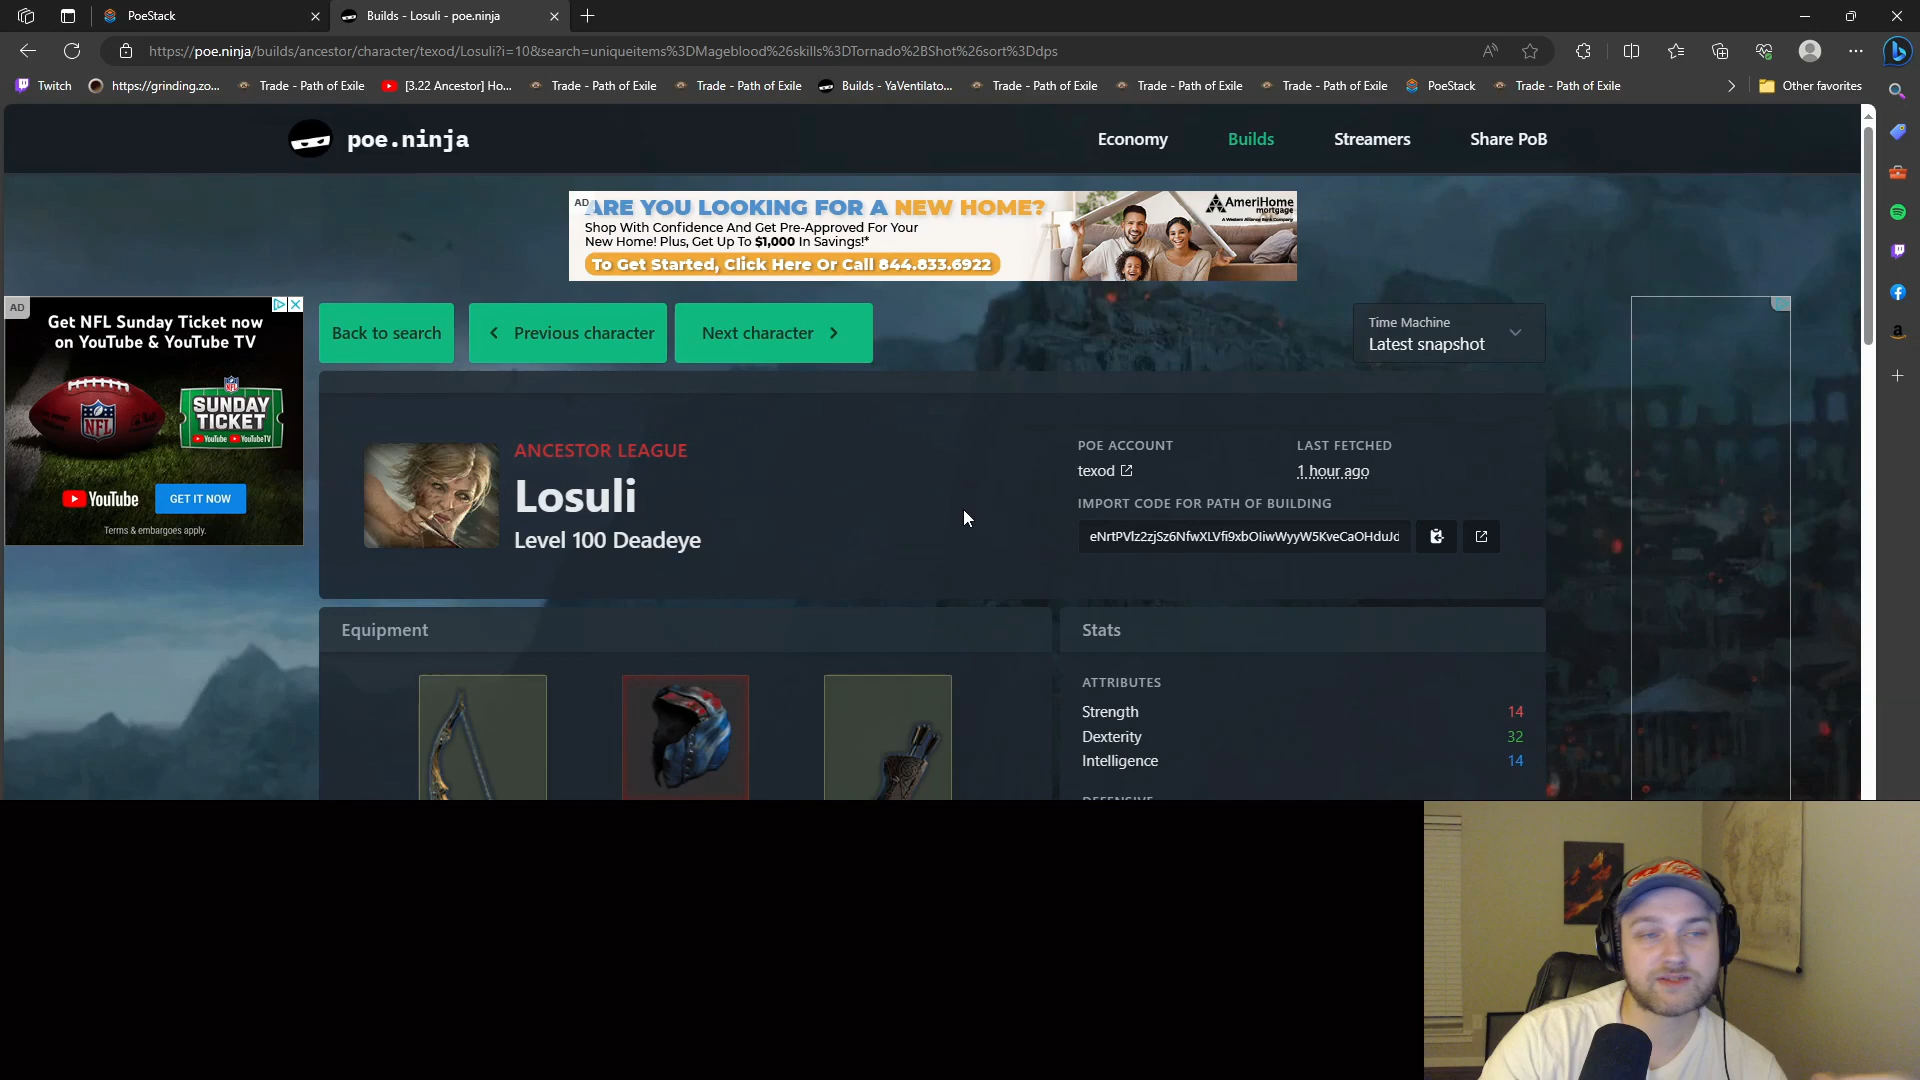 PoeStack
Builds - Losuli - poe.ninja
https://poe.ninja/builds/ancestor/character/texod/Losuli?i=10&search=uniqueitems%3DMageblood%26skills%3DTornado%2BShot%26sort%3Ddps
Twitch
https://grinding.zo...
Trade - Path of Exile
[3.22 Ancestor] Ho...
Trade - Path of Exile
Trade - Path of Exile
Builds - YaVentilato...
Trade - Path of Exile
Trade - Path of Exile
Trade - Path of Exile
PoeStack
Trade - Path of Exile
Other favorites
poe.ninja
Economy
Builds
Streamers
Share PoB
AD
ARE YOU LOOKING FOR A NEW HOME?
Shop With Confidence And Get Pre-Approved For Your
New Home! Plus, Get Up To $1,000 In Savings!*
To Get Started, Click Here Or Call 844.833.6922
AmeriHome
mortgage
AD
Get NFL Sunday Ticket now
on YouTube & YouTube TV
NFL
NFL
SUNDAY
TICKET
YouTube YouTubeTV
YouTube
GET IT NOW
Terms & embargoes apply.
Back to search
Previous character
Next character
Time Machine
Latest snapshot
ANCESTOR LEAGUE
Losuli
Level 100 Deadeye
POE ACCOUNT
texod
LAST FETCHED
1 hour ago
IMPORT CODE FOR PATH OF BUILDING
eNrtPVlz2zjSz6NfwXLVfi9xbOliwWyyW5KveCaOHduJd
Equipment
Stats
ATTRIBUTES
Strength 14
Dexterity 32
Intelligence 14
DEFENSIVE